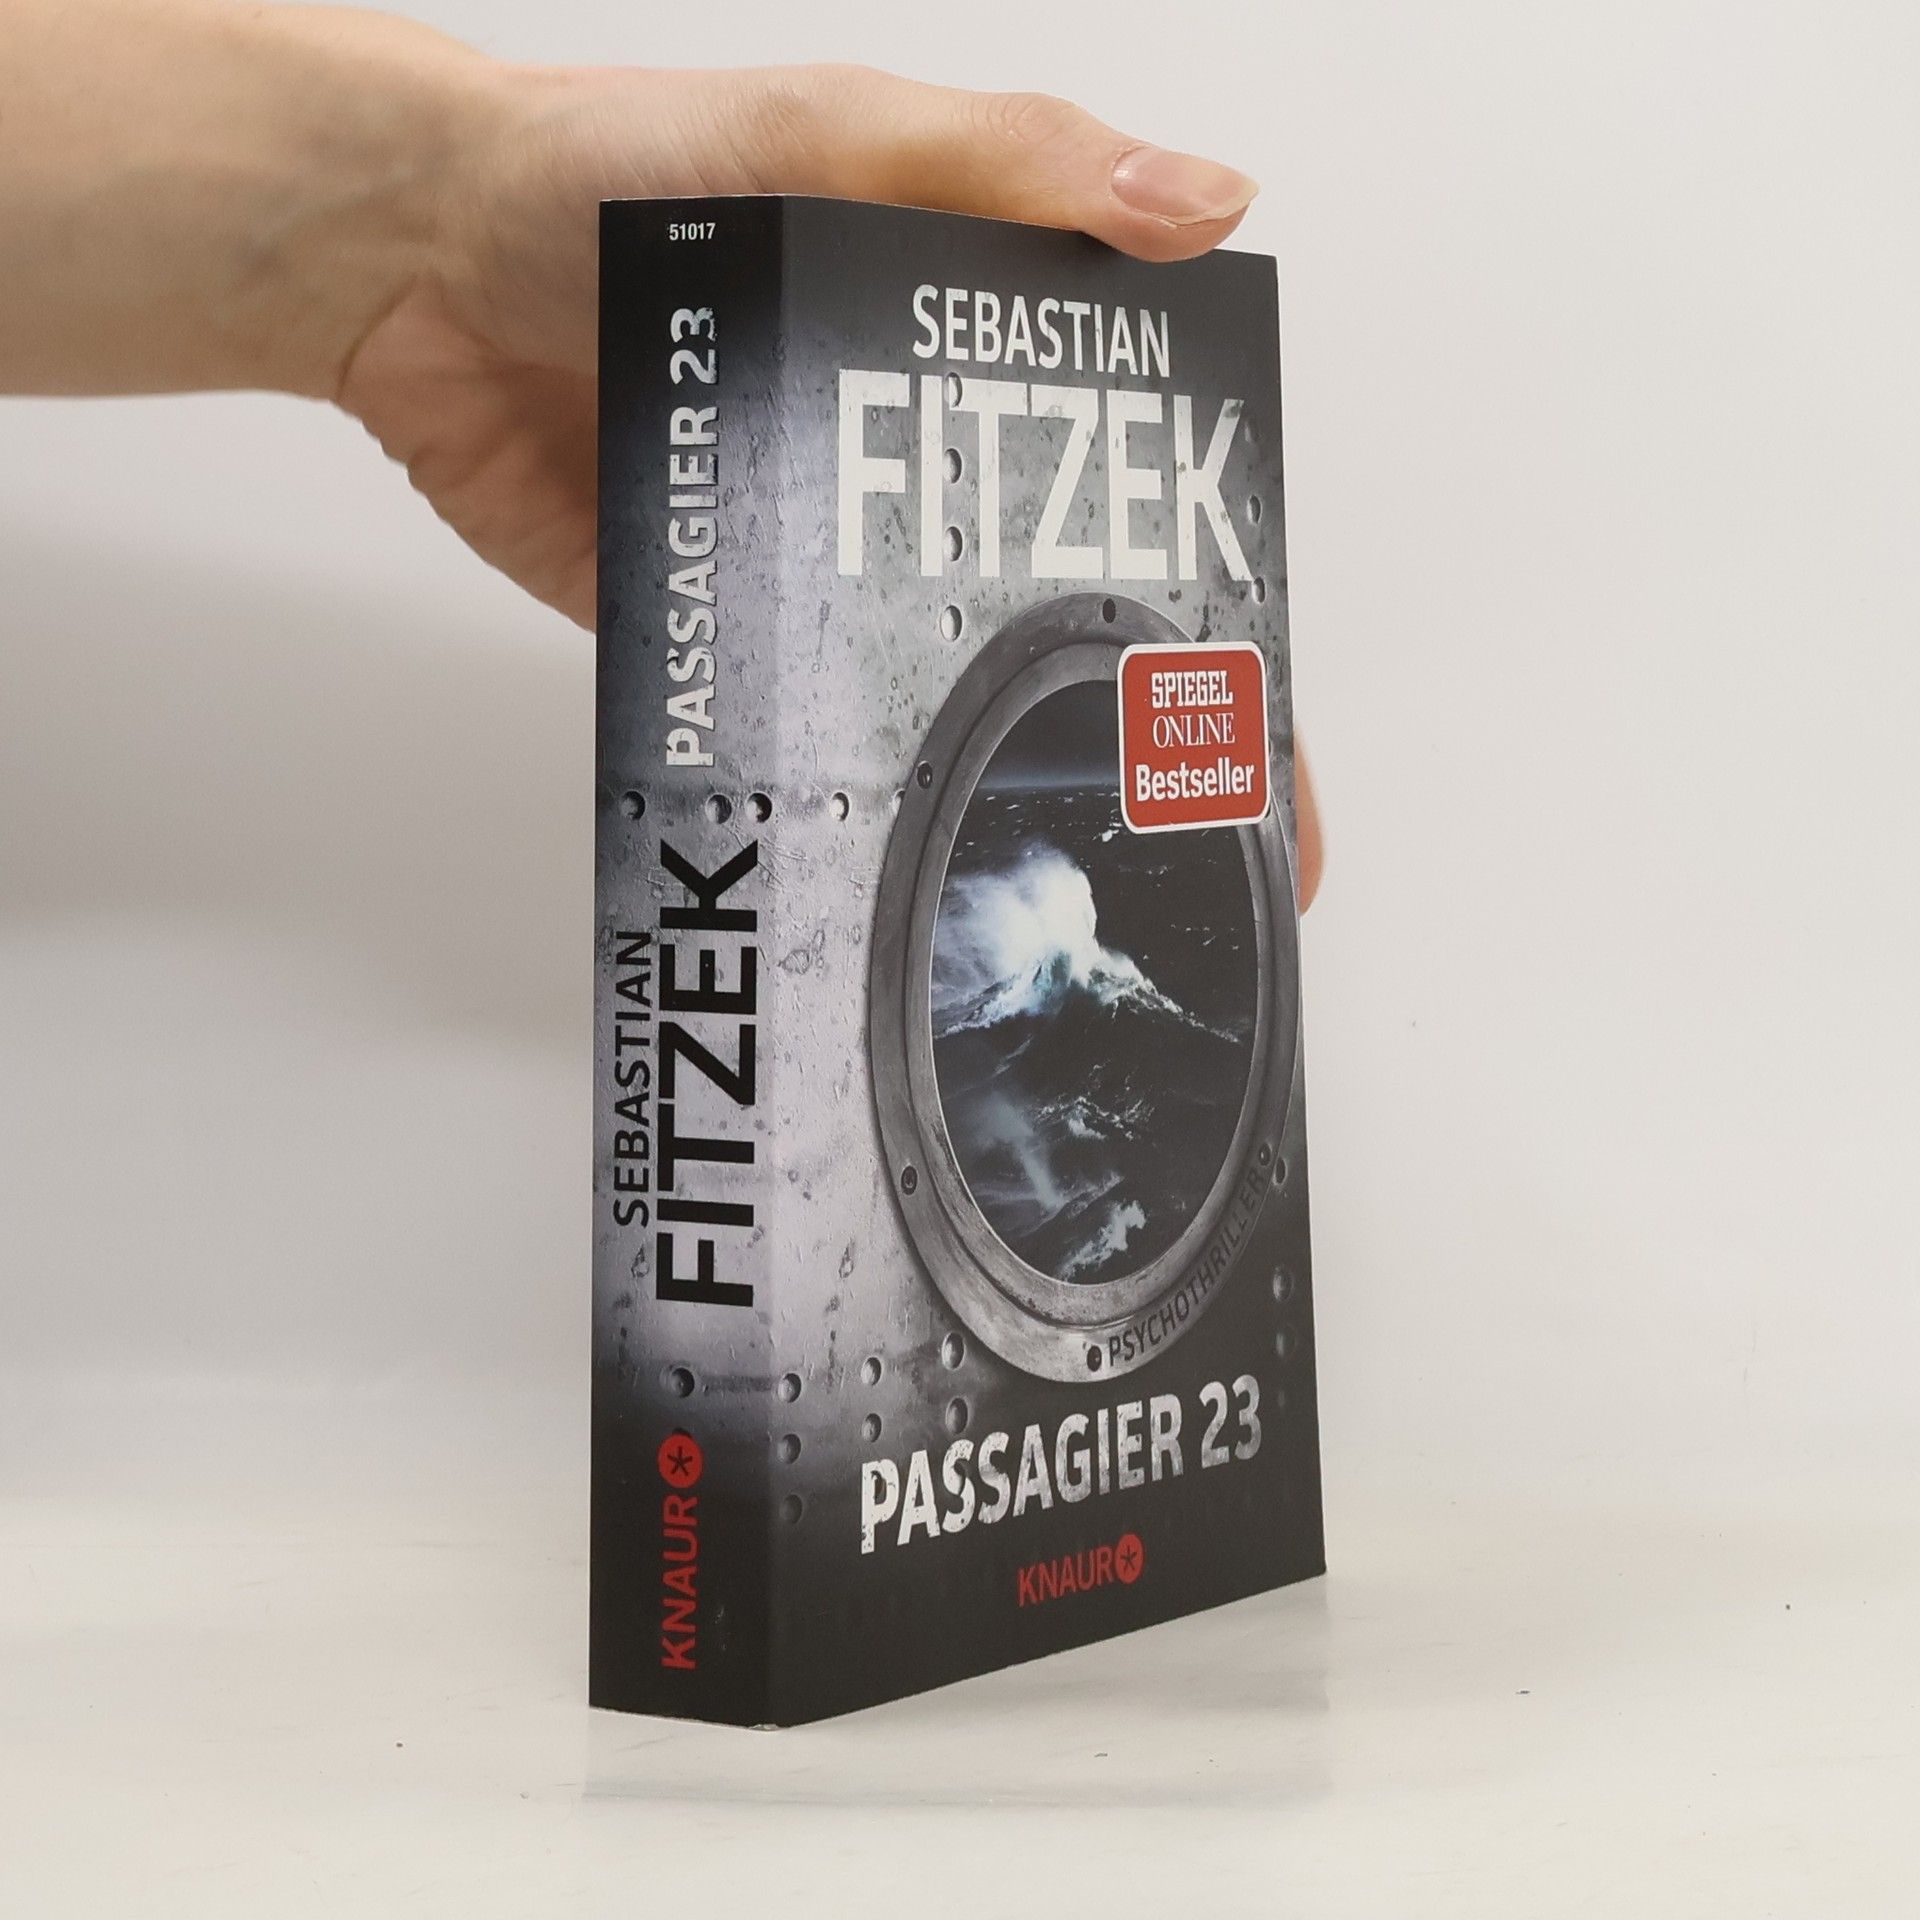 51017
PASSAGIER 23
SEBASTIAN
FITZEK
KNAUR
SEBASTIAN
FITZEK
SPIEGEL
ONLINE
Bestseller
PSYCHOTHRILLER
PASSAGIER 23
KNAUR